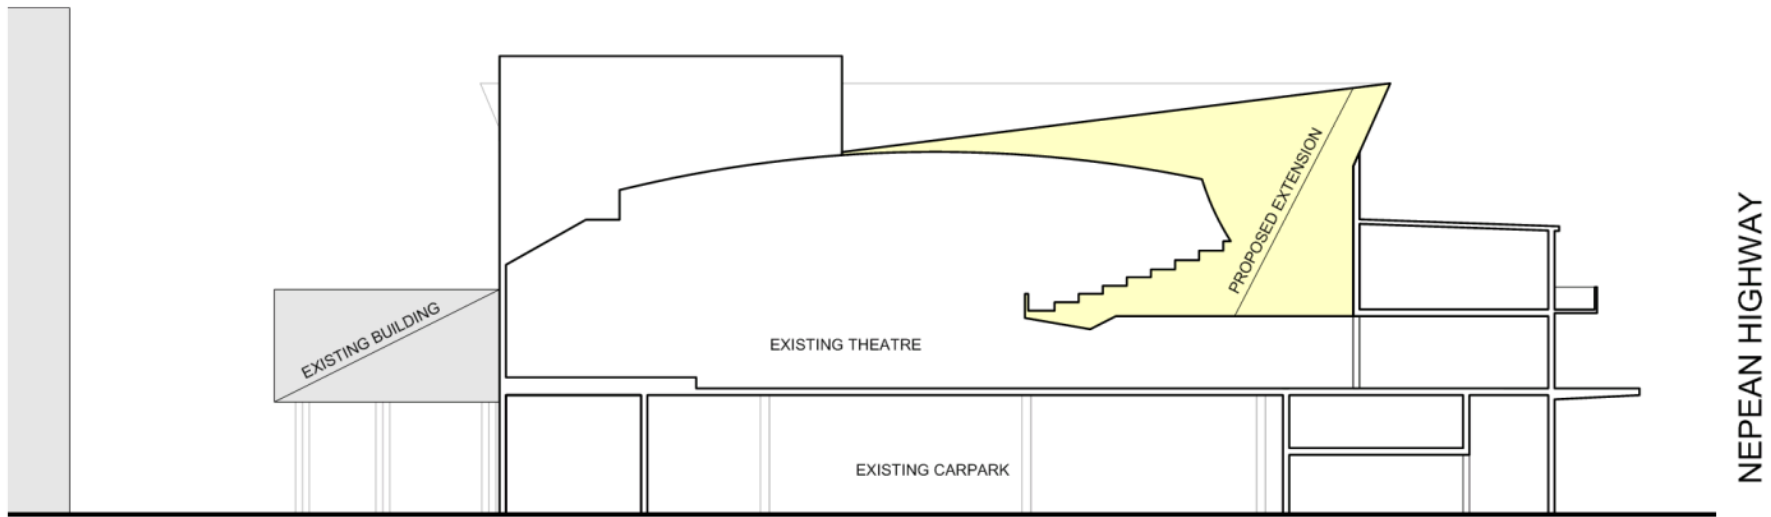 EXISTING BUILDING
EXISTING THEATRE
EXISTING CARPARK
PROPOSED EXTENSION
NEPEAN HIGHWAY